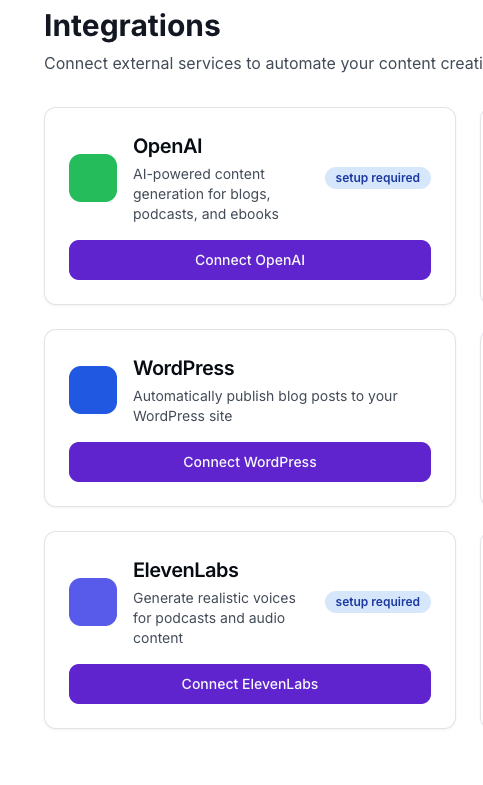 Integrations
Connect external services to automate your content creati
OpenAI
AI-powered content
generation for blogs,
podcasts, and ebooks
setup required
Connect OpenAI
WordPress
Automatically publish blog posts to your
WordPress site
Connect WordPress
ElevenLabs
Generate realistic voices
for podcasts and audio
content
setup required
Connect ElevenLabs